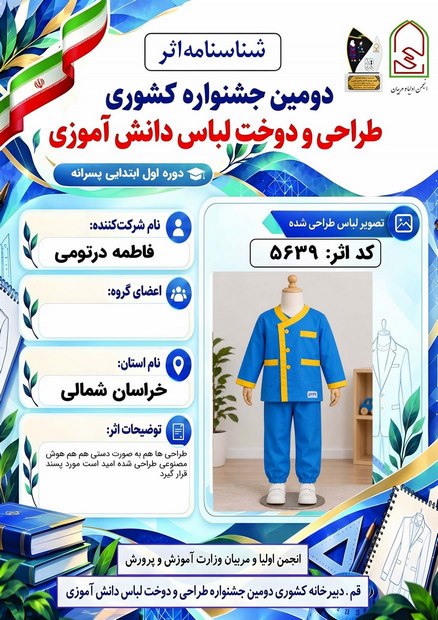 شناسنامه اثر
انجمن اولیا و مربیان
دومین جشنواره کشوری
طراحی و دوخت لباس دانش آموزی
دوره اول ابتدایی پسرانه
تصویر لباس طراحی شده
کد اثر: ۵۶۳۹
نام شرکت‌کننده:
فاطمه درتومی
اعضای گروه:
نام استان:
خراسان شمالی
توضیحات اثر:
طراحی ها هم به صورت دستی هم هم هوش
مصنوعی طراحی شده امید است مورد پسند
قرار گیرد
انجمن اولیا و مربیان وزارت آموزش و پرورش
قم . دبیرخانه کشوری دومین جشنواره طراحی و دوخت لباس دانش آموزی